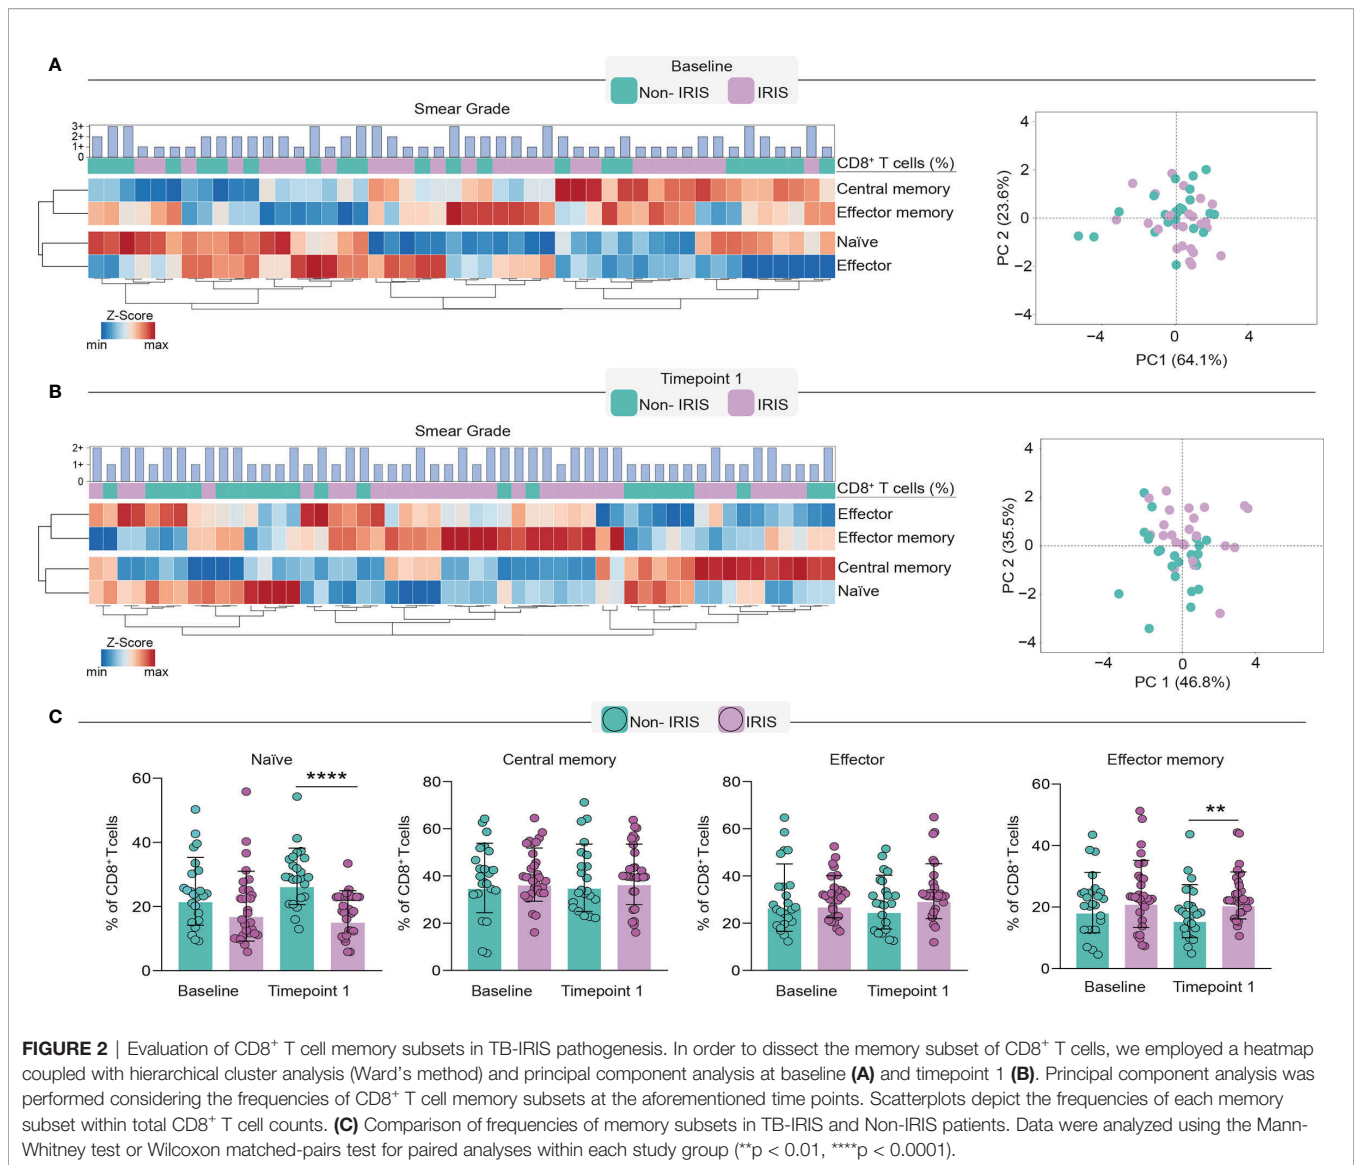 A
Baseline
Non- IRIS
IRIS
Smear Grade
3+
2+
1+
0
CD8+ T cells (%)
Central memory
Effector memory
Naïve
Effector
Z-Score
min
max
4
2
0
−2
−4
PC 2 (23.6%)
−4
0
4
PC1 (64.1%)
B
Timepoint 1
Non- IRIS
IRIS
Smear Grade
2+
1+
0
CD8+ T cells (%)
Effector
Effector memory
Central memory
Naïve
Z-Score
min
max
4
2
0
−2
−4
PC 2 (35.5%)
−4
0
4
PC 1 (46.8%)
C
Non- IRIS
IRIS
Naïve
% of CD8+ Tcells
60
40
20
0
****
Baseline
Timepoint 1
Central memory
% of CD8+ Tcells
80
60
40
20
0
Baseline
Timepoint 1
Effector
% of CD8+ Tcells
80
60
40
20
0
Baseline
Timepoint 1
Effector memory
% of CD8+ Tcells
60
40
20
0
**
Baseline
Timepoint 1
FIGURE 2 | Evaluation of CD8+ T cell memory subsets in TB-IRIS pathogenesis. In order to dissect the memory subset of CD8+ T cells, we employed a heatmap
coupled with hierarchical cluster analysis (Ward's method) and principal component analysis at baseline (A) and timepoint 1 (B). Principal component analysis was
performed considering the frequencies of CD8+ T cell memory subsets at the aforementioned time points. Scatterplots depict the frequencies of each memory
subset within total CD8+ T cell counts. (C) Comparison of frequencies of memory subsets in TB-IRIS and Non-IRIS patients. Data were analyzed using the Mann-
Whitney test or Wilcoxon matched-pairs test for paired analyses within each study group (**p < 0.01, ****p < 0.0001).